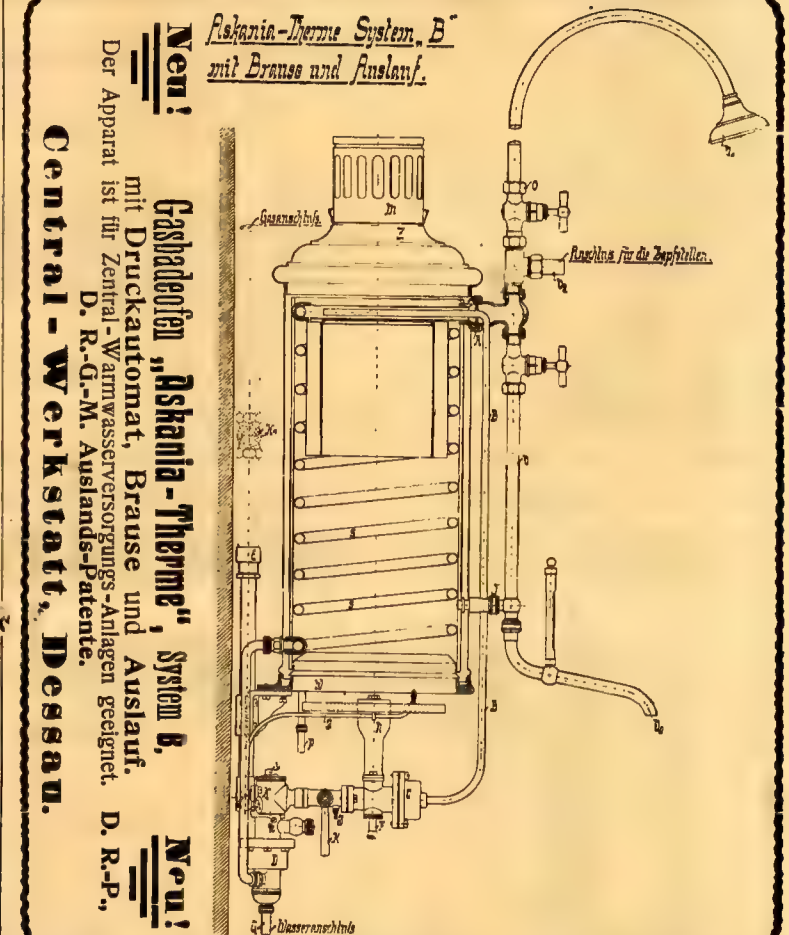 Askania-Therme System „B“
mit Brause und Auslauf.
Gasanschluß.
Anschluß für die Zapfstellen.
Wasseranschluß
Neu! Neu!
Gasbadeofen „Askania-Therme“, System B,
mit Druckautomat, Brause und Auslauf.
Der Apparat ist für Zentral-Warmwasserversorgungs-Anlagen geeignet. D. R.-P.,
D. R.-G.-M. Auslands-Patente.
Central-Werkstatt, Dessau.